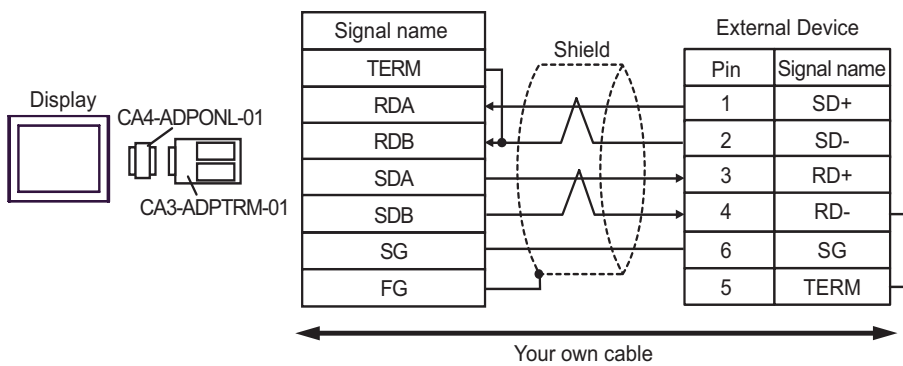 Display
CA4-ADPONL-01
CA3-ADPTRM-01
Signal name
TERM
RDA
RDB
SDA
SDB
SG
FG
Shield
External Device
Pin Signal name
1 SD+
2 SD-
3 RD+
4 RD-
6 SG
5 TERM
Your own cable